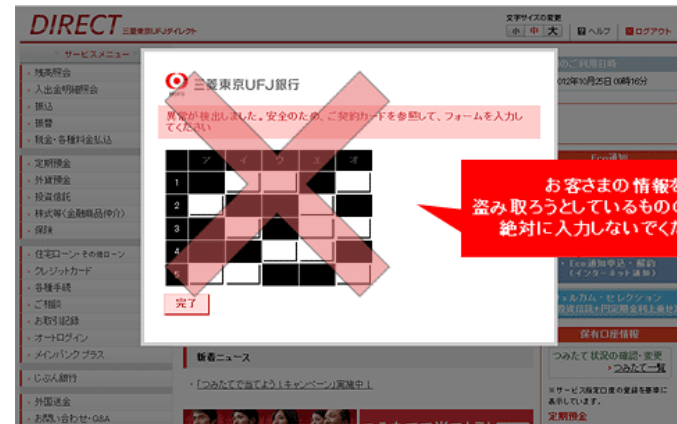 DIRECT 三菱東京UFJダイレクト
文字サイズの変更
小 中 大 ヘルプ ログアウト
サービスメニュー
残高照会
入出金明細照会
振込
振替
税金・各種料金払込
定期預金
外貨預金
投資信託
株式等(金融商品仲介)
保険
住宅ローン・その他ローン
クレジットカード
各種手続
ご相談
お取引記録
オートログイン
メインバンク プラス
じぶん銀行
外国送金
お問い合わせ・Q&A
のご利用日時
012年10月25日 09時16分
三菱東京UFJ銀行
MUFG
異常が検出しました。安全のため、ご契約カードを参照して、フォームを入力し
てください
ア イ ウ エ オ
1
2
3
4
5
完了
Eco通知
お客さまの情報を
盗み取ろうとしているもの
絶対に入力しないでくだ
Eco通知申込・解約
(インターネット通知)
ェルカム・セレクション
投資信託+円定期金利上乗せ)
保有口座情報
つみたて状況の確認・変更
つみたて一覧
※サービス指定口座の登録を基準に
表示しています。
定期預金
新着ニュース
・「つみたてで当てよう!キャンペーン」実施中!